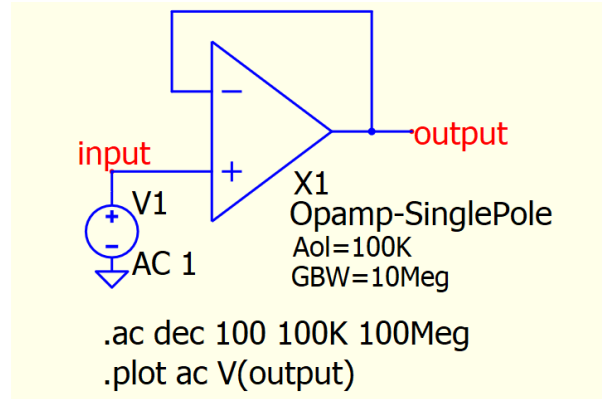 output
input
V1
AC 1
X1
Opamp-SinglePole
Aol=100K
GBW=10Meg
.ac dec 100 100K 100Meg
.plot ac V(output)